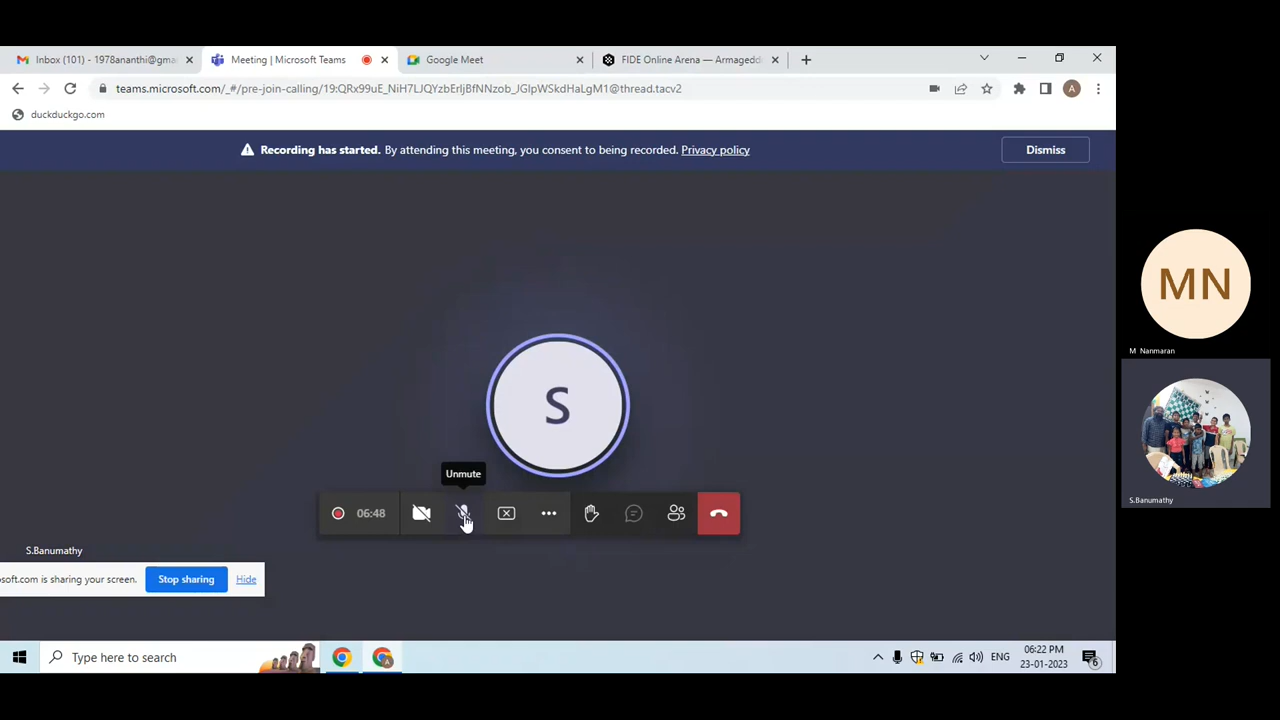 Inbox (101) - 1978ananthi@gma
Meeting | Microsoft Teams
Google Meet
FIDE Online Arena — Armagedd
teams.microsoft.com/_#/pre-join-calling/19:QRx99uE_NiH7LJQYzbErIjBfNNzob_JGIpWSkdHaLgM1@thread.tacv2
A
duckduckgo.com
Recording has started. By attending this meeting, you consent to being recorded. Privacy policy
Dismiss
MN
M Nanmaran
S
Unmute
06:48
S.Banumathy
S.Banumathy
osoft.com is sharing your screen.
Stop sharing
Hide
Type here to search
ENG
06:22 PM
23-01-2023
6